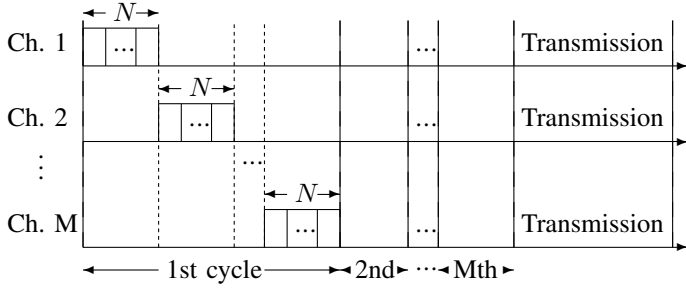 N
Ch. 1 ... ... Transmission
N
Ch. 2 ... ... Transmission
⋮ ...
N
Ch. M ... ... Transmission
1st cycle 2nd ... Mth